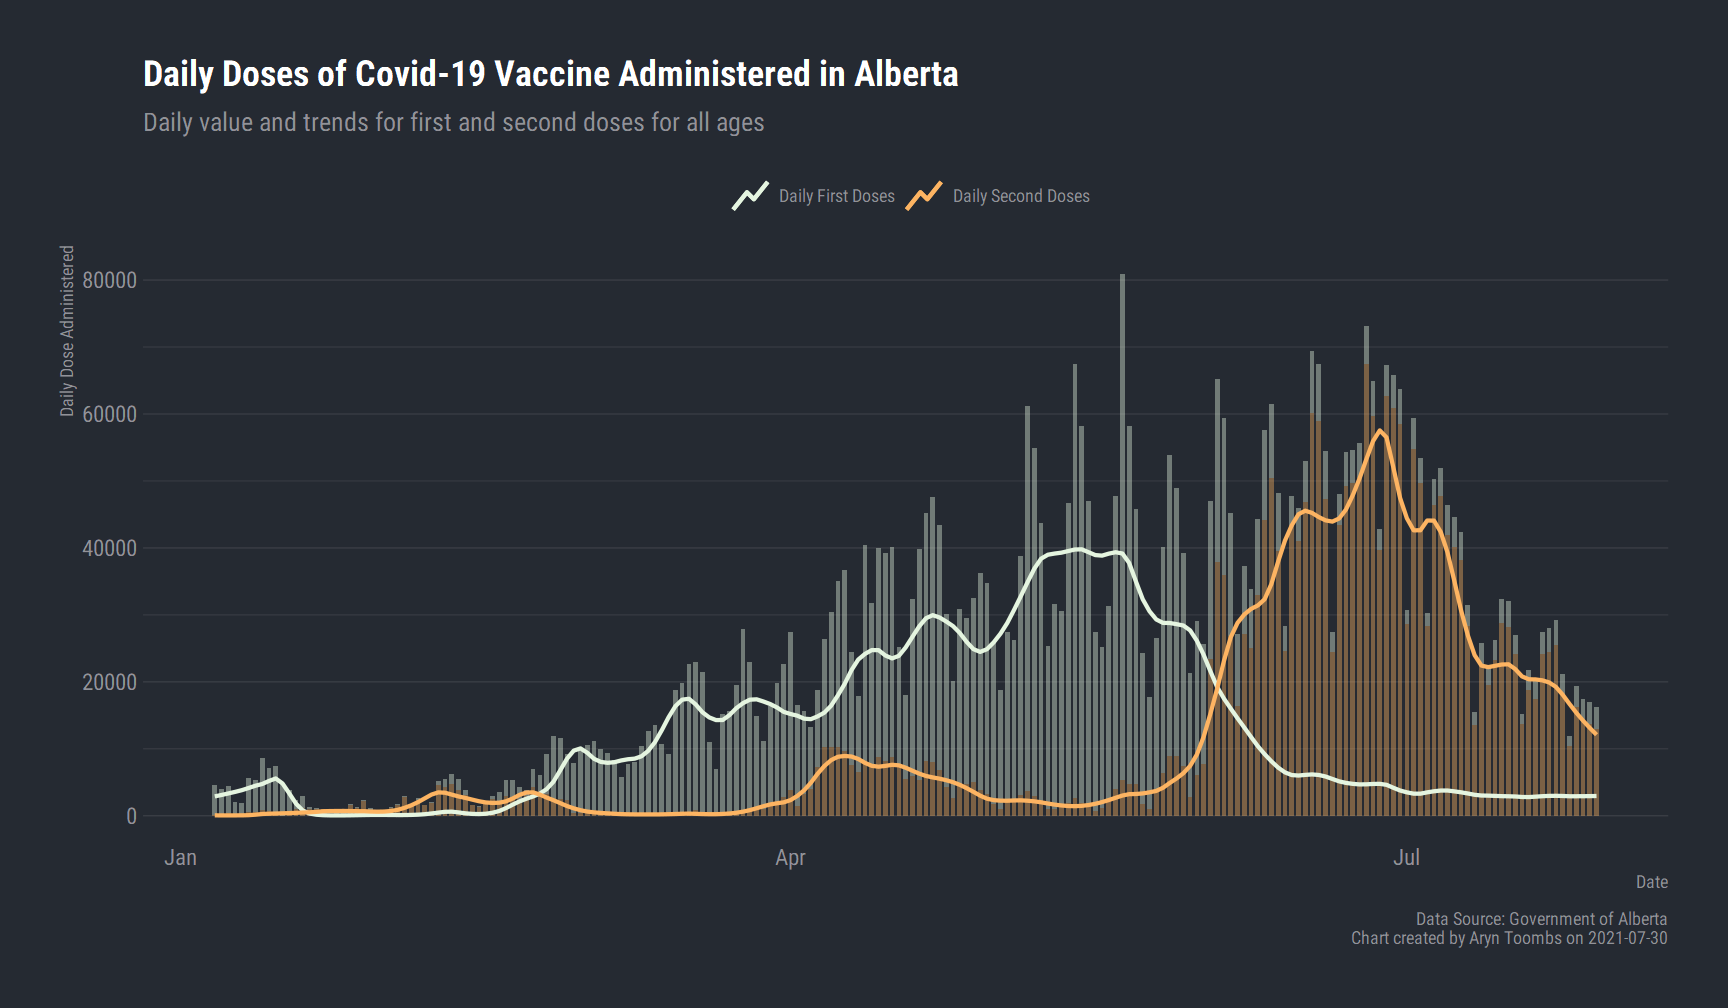 Daily Doses of Covid-19 Vaccine Administered in Alberta
Daily value and trends for first and second doses for all ages
Daily First Doses
Daily Second Doses
Daily Dose Administered
80000
60000
40000
20000
0
Jan
Apr
Jul
Date
Data Source: Government of Alberta
Chart created by Aryn Toombs on 2021-07-30